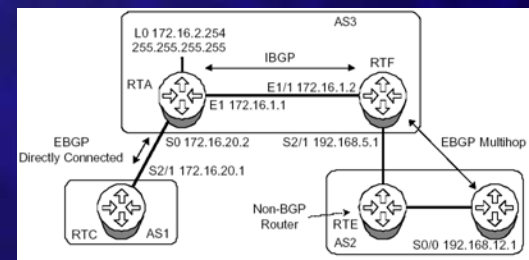 AS3
L0 172.16.2.254
255.255.255.255
IBGP
RTA
RTF
E1/1 172.16.1.2
E1 172.16.1.1
EBGP
Directly Connected
S0 172.16.20.2
S2/1 192.168.5.1
EBGP Multihop
S2/1 172.16.20.1
Non-BGP
Router
RTC
AS1
RTE
AS2
S0/0 192.168.12.1